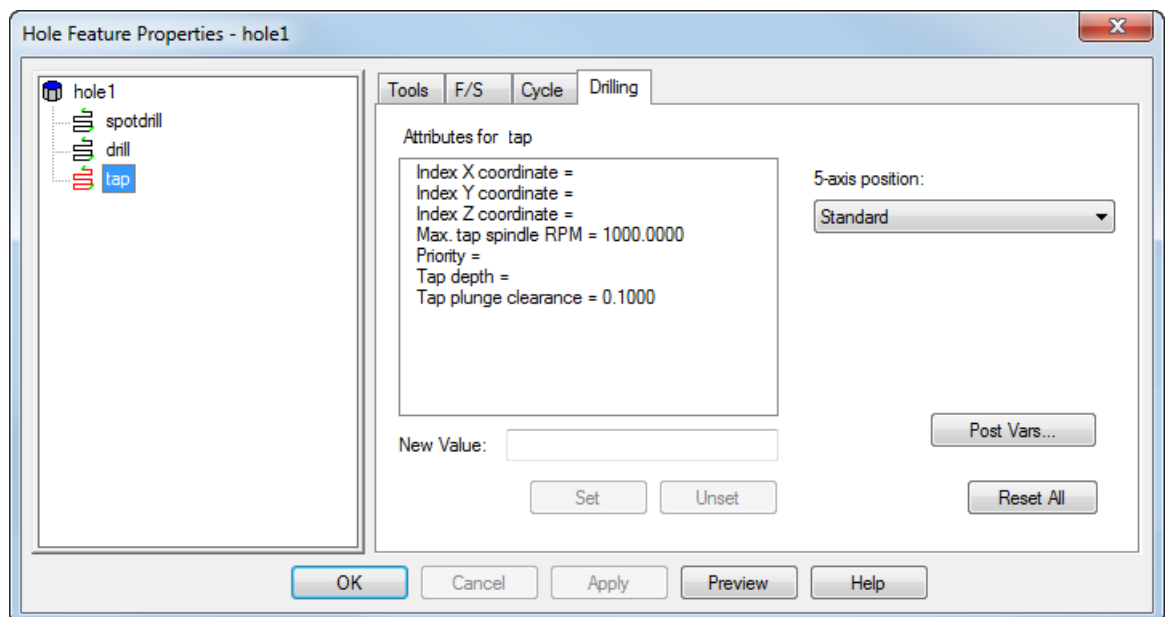 Hole Feature Properties - hole1
hole1
spotdrill
drill
tap
Tools F/S Cycle Drilling
Attributes for tap
Index X coordinate =
Index Y coordinate =
Index Z coordinate =
Max. tap spindle RPM = 1000.0000
Priority =
Tap depth =
Tap plunge clearance = 0.1000
5-axis position:
Standard
New Value:
Post Vars...
Set Unset Reset All
OK Cancel Apply Preview Help